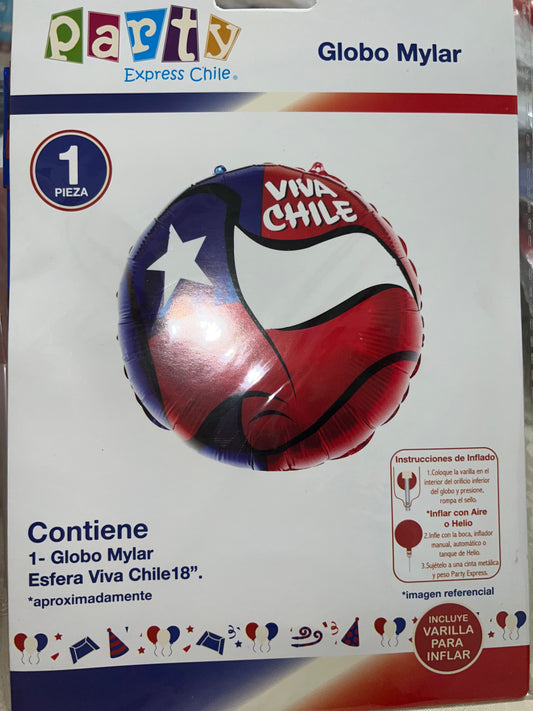 party
Express Chile®
Globo Mylar
1
PIEZA
VIVA
CHILE
Instrucciones de Inflado
1.Coloque la varilla en el
interior del orificio inferior
del globo y presione,
rompa el sello.
*Inflar con Aire
o Helio
2.Infle con la boca, inflador
manual, automático o
tanque de Helio.
3.Sujételo a una cinta metálica
y peso Party Express.
*imagen referencial
Contiene
1- Globo Mylar
Esfera Viva Chile18”.
*aproximadamente
INCLUYE
VARILLA
PARA
INFLAR